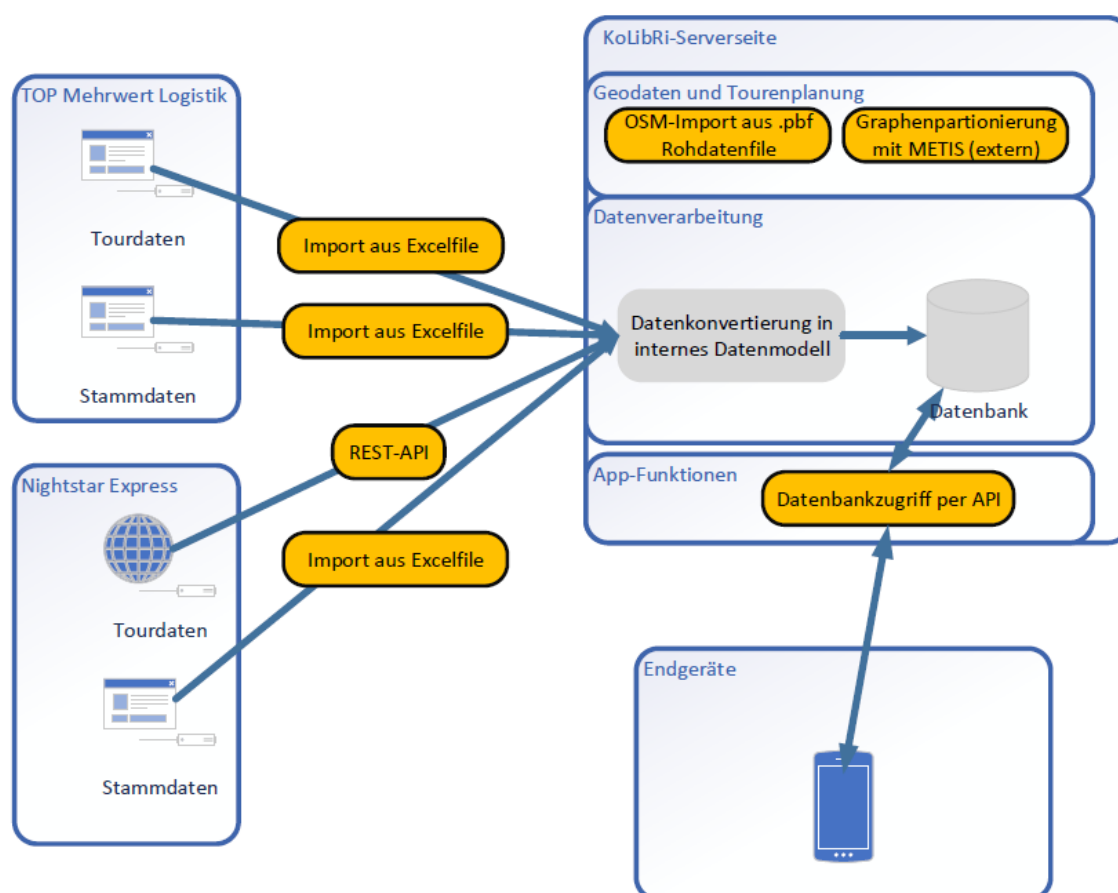 TOP Mehrwert Logistik
Tourdaten
Stammdaten
Nightstar Express
Tourdaten
Stammdaten
Import aus Excelfile
Import aus Excelfile
REST-API
Import aus Excelfile
KoLibRi-Serverseite
Geodaten und Tourenplanung
OSM-Import aus .pbf
Rohdatenfile
Graphenpartionierung
mit METIS (extern)
Datenverarbeitung
Datenkonvertierung in
internes Datenmodell
Datenbank
App-Funktionen
Datenbankzugriff per API
Endgeräte